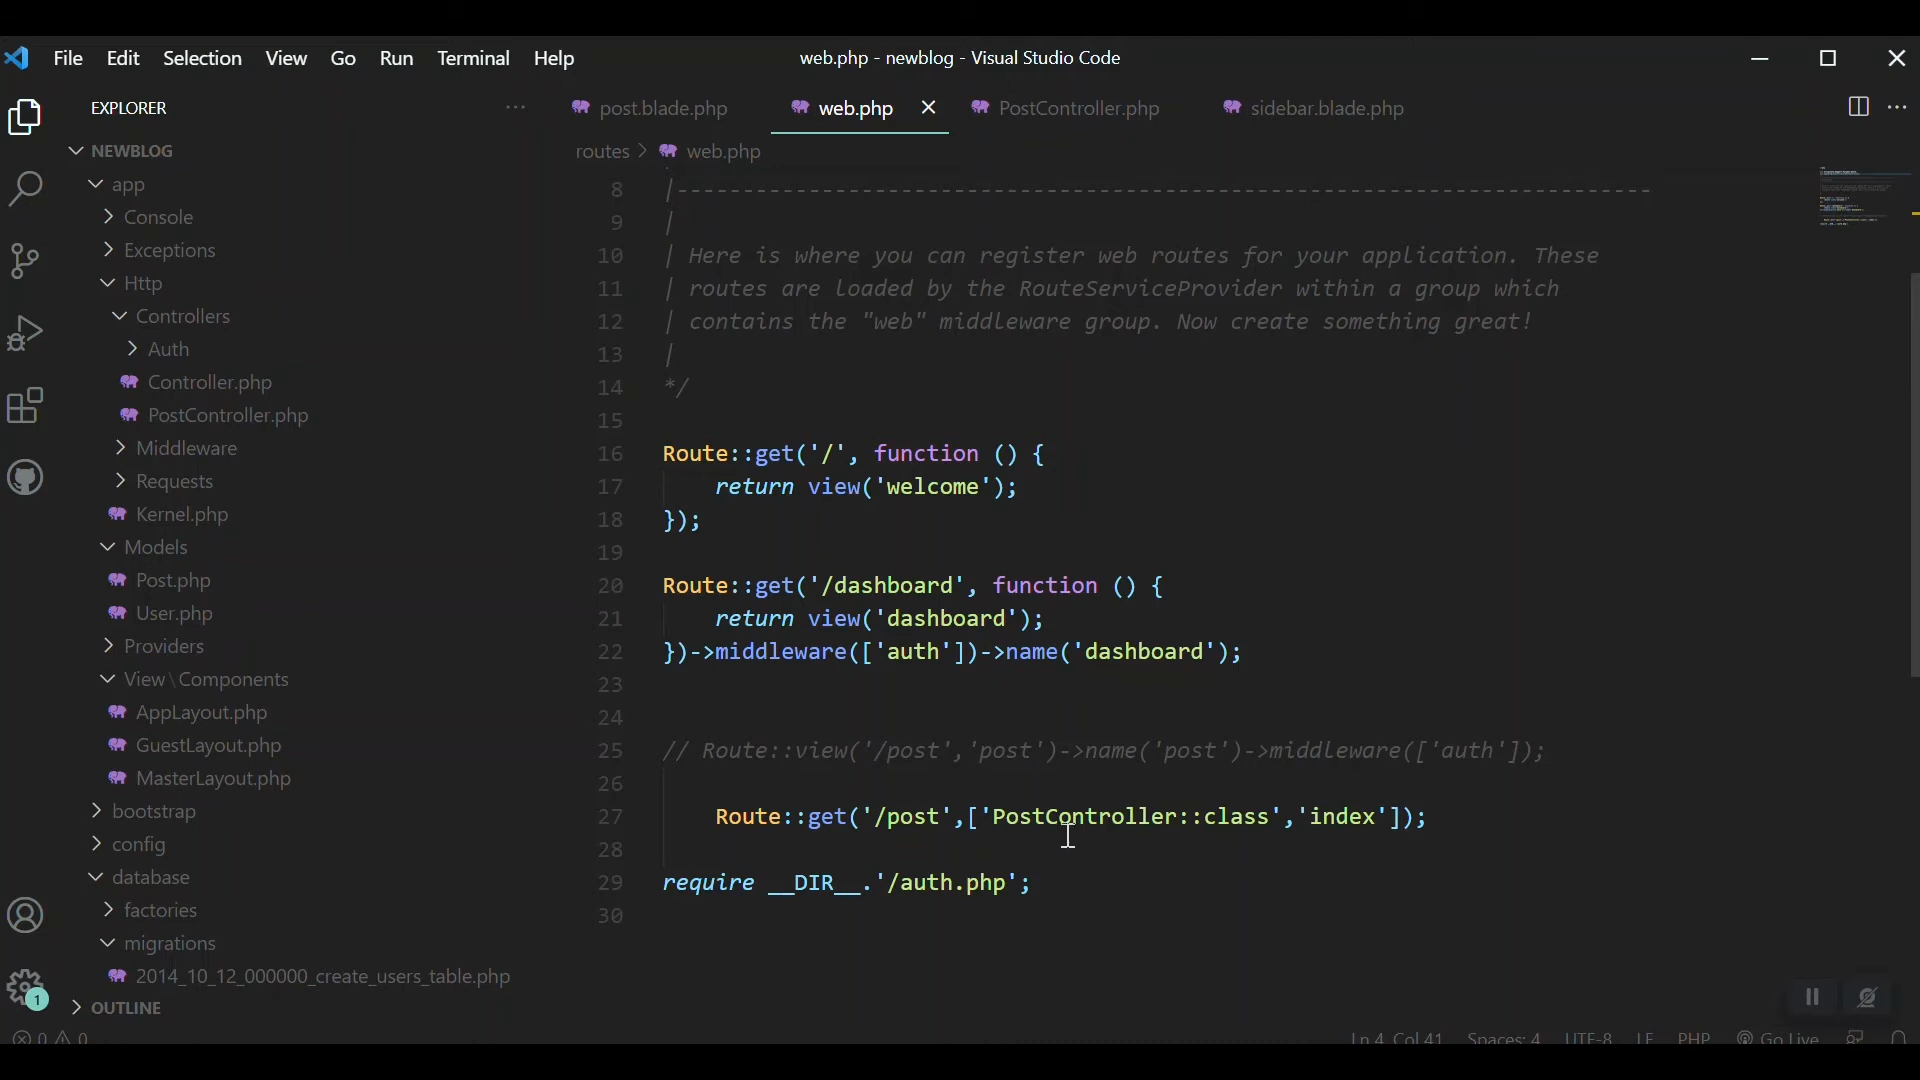 File Edit Selection View Go Run Terminal Help web.php - newblog - Visual Studio Code
EXPLORER ··· post.blade.php web.php PostController.php sidebar.blade.php ···
NEWBLOG routes > web.php
app
Console
Exceptions
Http
Controllers
Auth
Controller.php
PostController.php
Middleware
Requests
Kernel.php
Models
Post.php
User.php
Providers
View\Components
AppLayout.php
GuestLayout.php
MasterLayout.php
bootstrap
config
database
factories
migrations
2014_10_12_000000_create_users_table.php
1
OUTLINE
8 |--------------------------------------------------------------------------
9 |
10 | Here is where you can register web routes for your application. These
11 | routes are loaded by the RouteServiceProvider within a group which
12 | contains the "web" middleware group. Now create something great!
13 |
14 */
15
16 Route::get('/', function () {
17 return view('welcome');
18 });
19
20 Route::get('/dashboard', function () {
21 return view('dashboard');
22 })->middleware(['auth'])->name('dashboard');
23
24
25 // Route::view('/post','post')->name('post')->middleware(['auth']);
26
27 Route::get('/post',['PostController::class','index']);
28
29 require __DIR__.'/auth.php';
30
0 0 Ln 4, Col 41 Spaces: 4 UTF-8 LF PHP Go Live